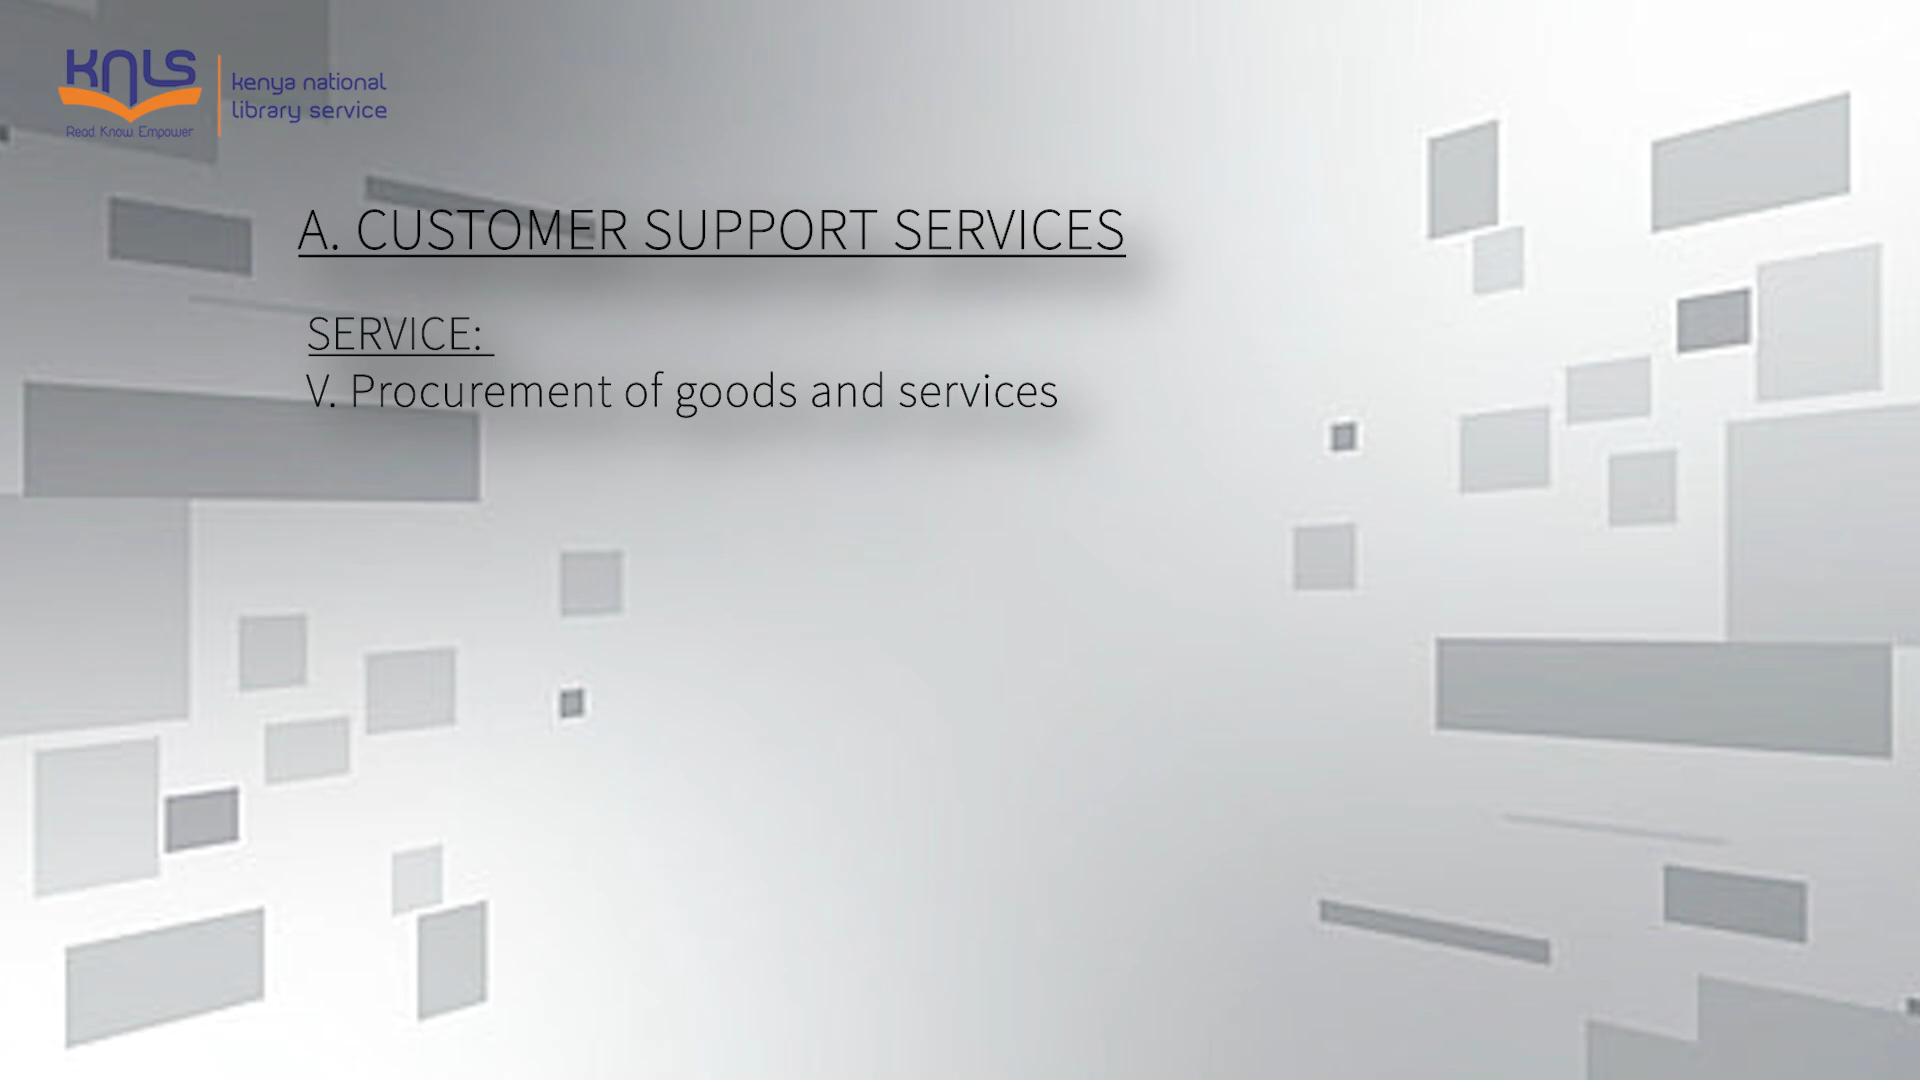 KNLS
Read Know Empower
kenya national
library service
A. CUSTOMER SUPPORT SERVICES
SERVICE:
V. Procurement of goods and services